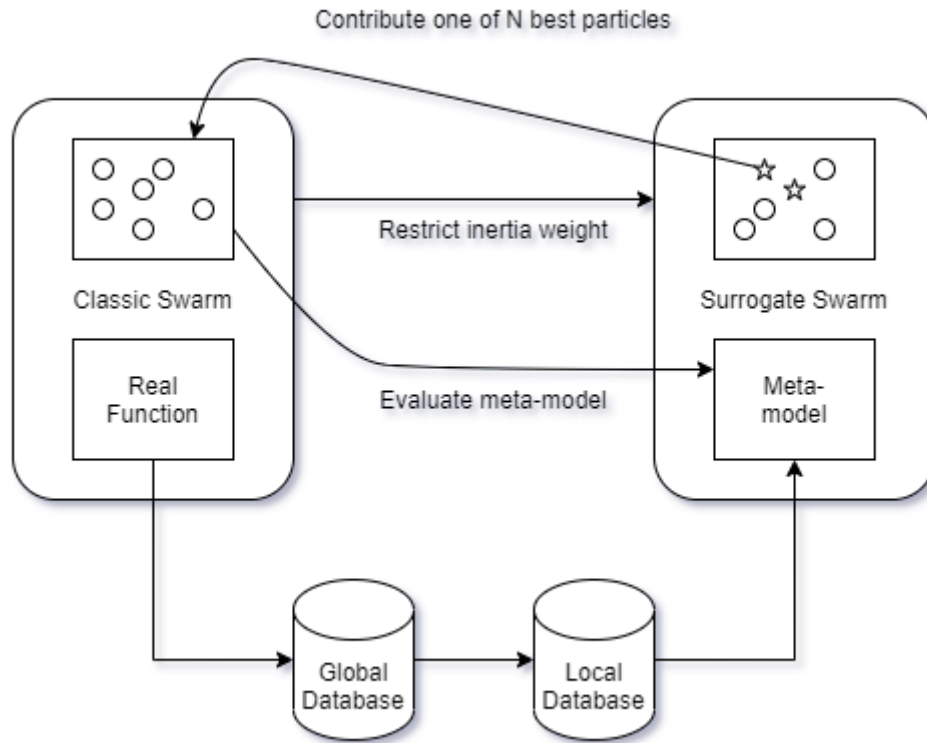 Contribute one of N best particles
Restrict inertia weight
Classic Swarm
Surrogate Swarm
Real
Function
Evaluate meta-model
Meta-
model
Global
Database
Local
Database